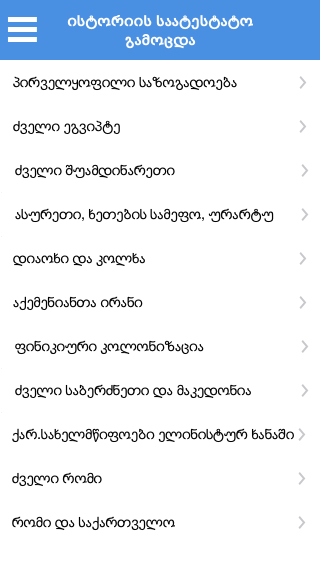 ისტორიის საატესტატო
გამოცდა
პირველყოფილი საზოგადოება
ძველი ეგვიპტე
ძველი შუამდინარეთი
ასურეთი, ხეთების სამეფო, ურარტუ
დიაოხი და კოლხა
აქემენიანთა ირანი
ფინიკიური კოლონიზაცია
ძველი საბერძნეთი და მაკედონია
ქარ.სახელმწიფოები ელინისტურ ხანაში
ძველი რომი
რომი და საქართველო